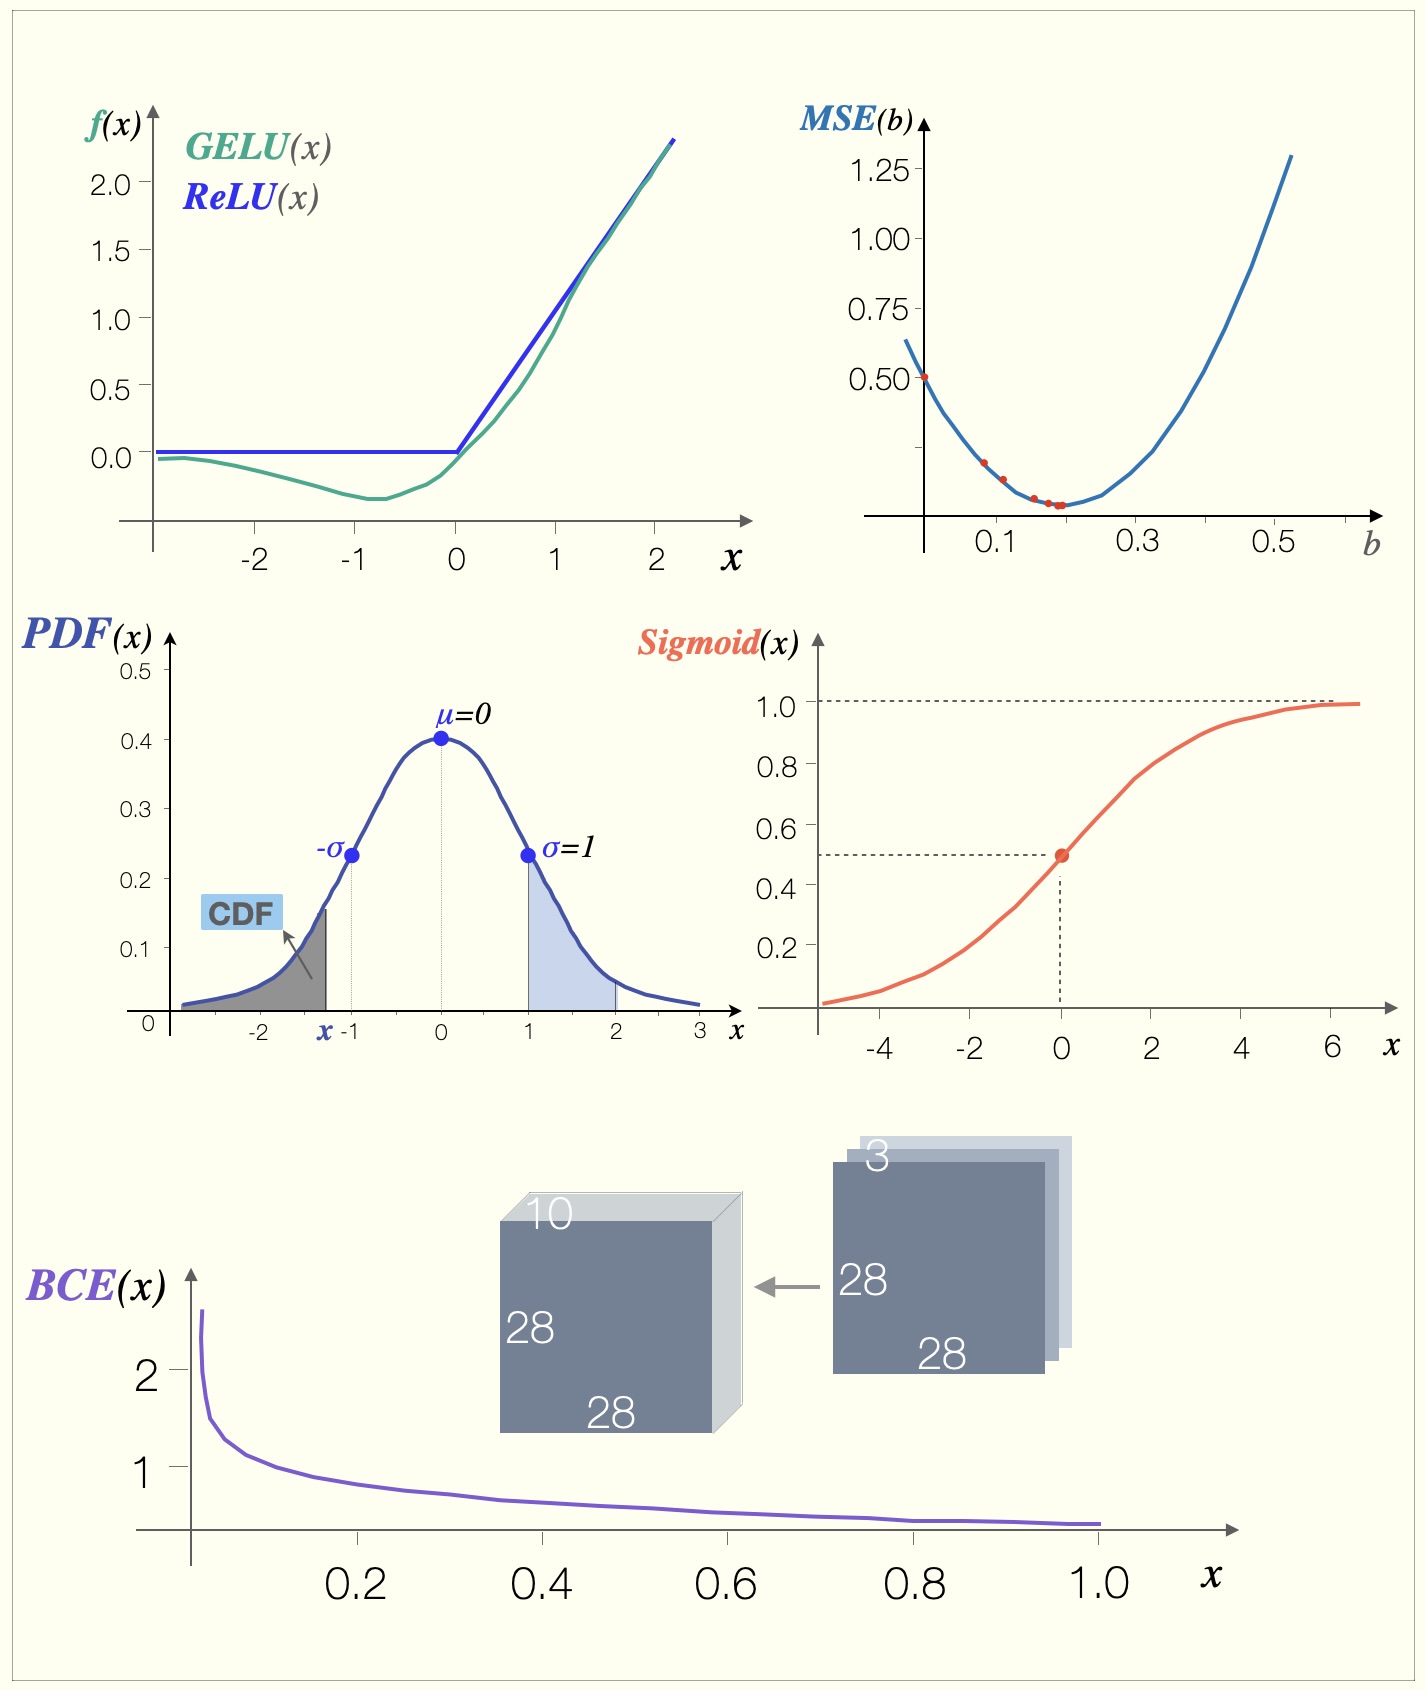 f(x)
GELU(x)
ReLU(x)
2.0
1.5
1.0
0.5
0.0
-2 -1 0 1 2 x
MSE(b)
1.25
1.00
0.75
0.50
0.1 0.3 0.5 b
PDF(x)
0.5
0.4
0.3
0.2
0.1
0
μ=0
-σ
σ=1
CDF
-2 x -1 0 1 2 3 x
Sigmoid(x)
1.0
0.8
0.6
0.4
0.2
-4 -2 0 2 4 6 x
10
28
28
3
28
28
BCE(x)
2
1
0.2 0.4 0.6 0.8 1.0 x